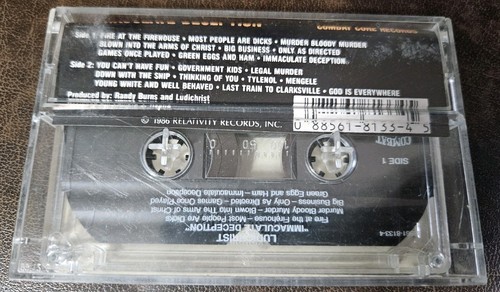 DECEPTION COMBAT CORE RECORDS
Side 1: FIRE AT THE FIREHOUSE • MOST PEOPLE ARE DICKS • MURDER BLOODY MURDER
BLOWN INTO THE ARMS OF CHRIST • BIG BUSINESS • ONLY AS DIRECTED
GAMES ONCE PLAYED • GREEN EGGS AND HAM • IMMACULATE DECEPTION
Side 2: YOU CAN'T HAVE FUN • GOVERNMENT KIDS • LEGAL MURDER
DOWN WITH THE SHIP • THINKING OF YOU • TYLENOL • MENGELE
YOUNG WHITE AND WELL BEHAVED • LAST TRAIN TO CLARKSVILLE • GOD IS EVERYWHERE
Produced by: Randy Burns and Ludichrist
© 1986 RELATIVITY RECORDS, INC.
0 88561-8133-4 5
COMBAT
SIDE 1
LUDICHRIST
"IMMACULATE DECEPTION"
Fire at the Firehouse - Most People Are Dicks
Murder Bloody Murder - Blown Into The Arms of Christ
Big Business - Only As Directed - Games Once Played
Green Eggs and Ham - Immaculate Deception